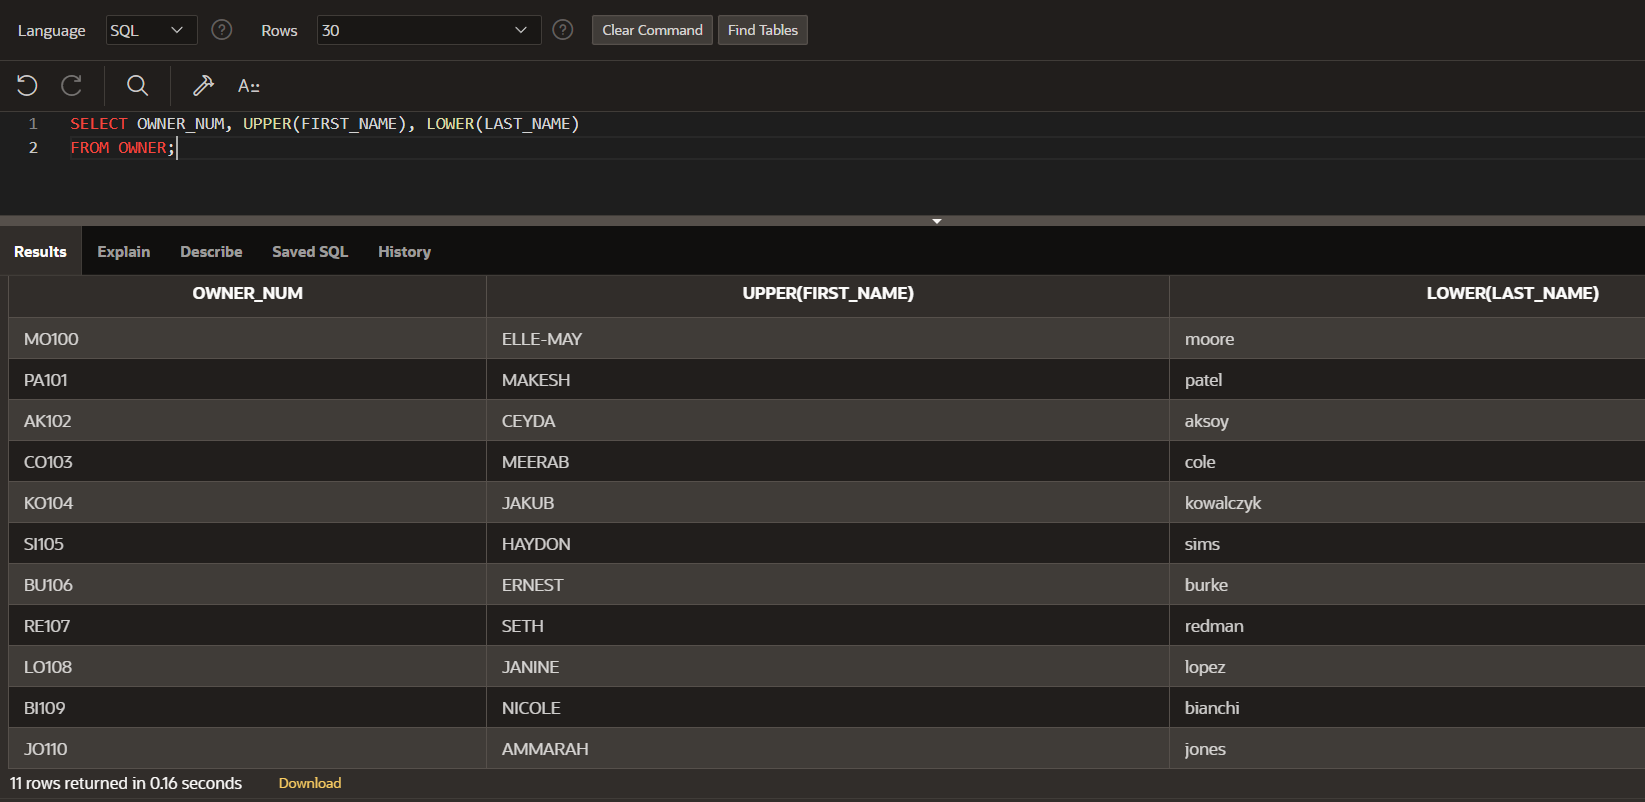 Language SQL ? Rows 30 ? Clear Command Find Tables
A::
1 SELECT OWNER_NUM, UPPER(FIRST_NAME), LOWER(LAST_NAME)
2 FROM OWNER;
Results Explain Describe Saved SQL History
OWNER_NUM UPPER(FIRST_NAME) LOWER(LAST_NAME)
MO100 ELLE-MAY moore
PA101 MAKESH patel
AK102 CEYDA aksoy
CO103 MEERAB cole
KO104 JAKUB kowalczyk
SI105 HAYDON sims
BU106 ERNEST burke
RE107 SETH redman
LO108 JANINE lopez
BI109 NICOLE bianchi
JO110 AMMARAH jones
11 rows returned in 0.16 seconds Download